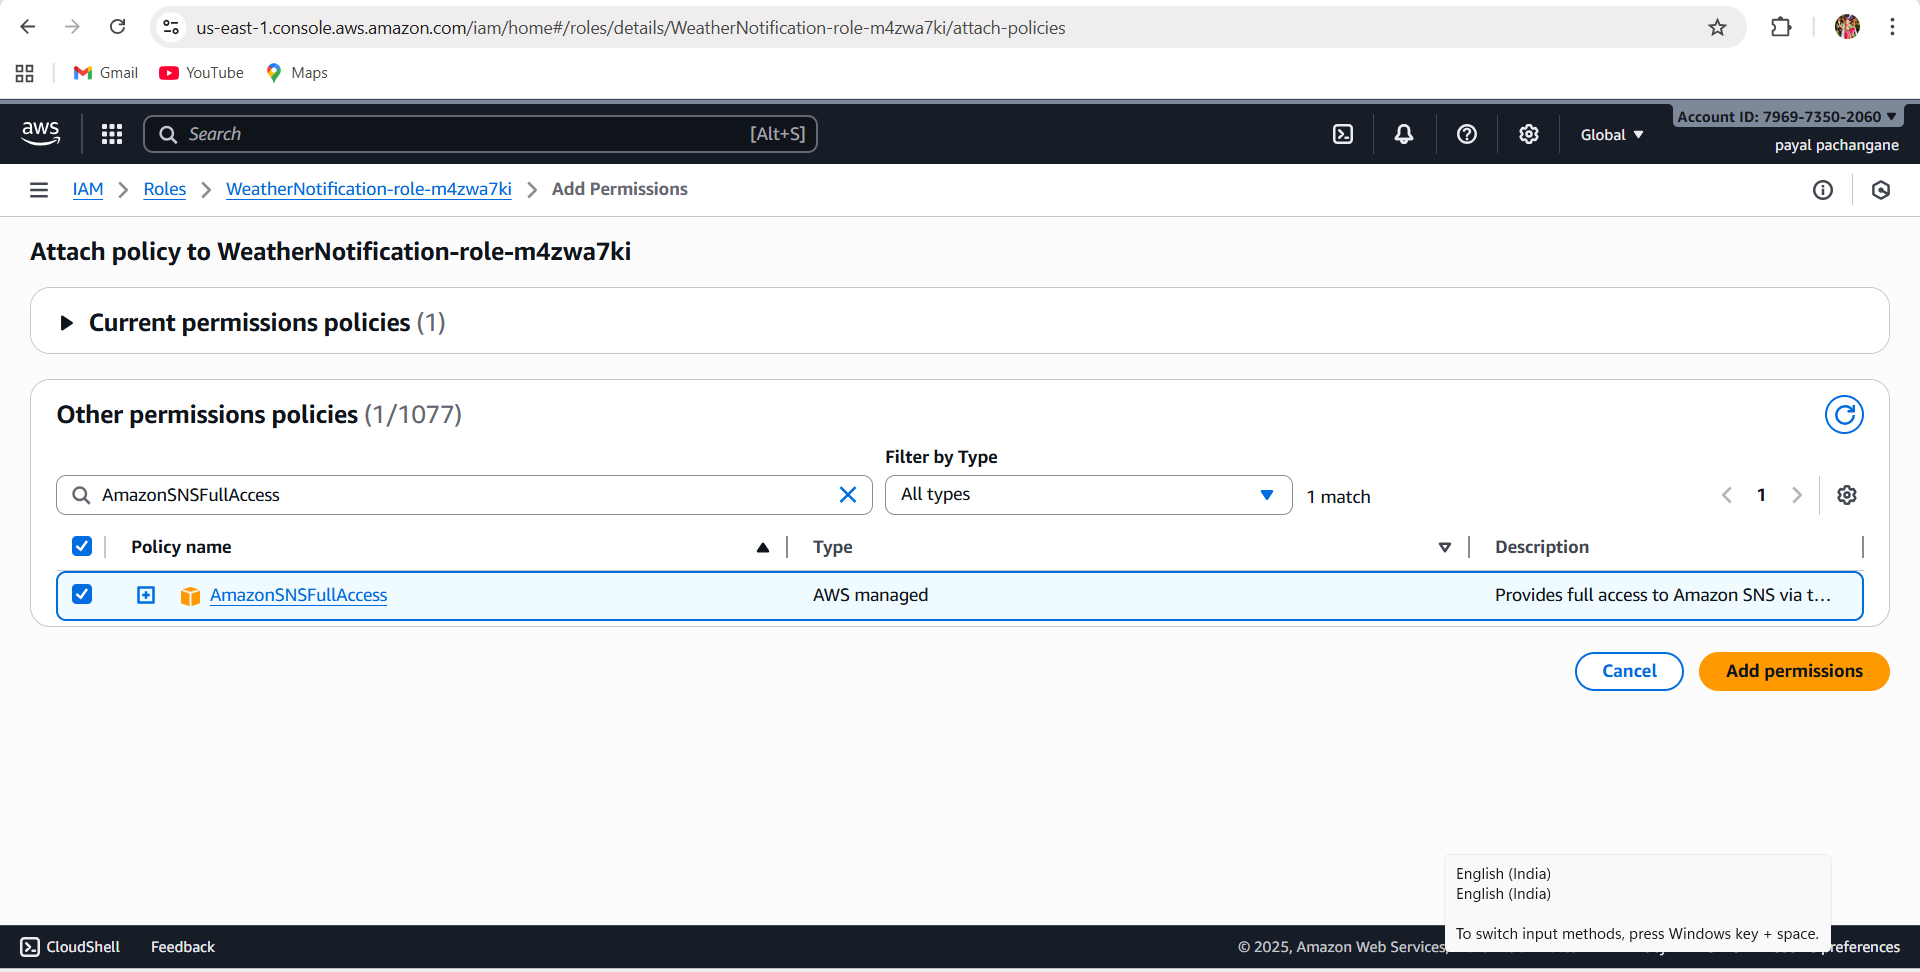 us-east-1.console.aws.amazon.com/iam/home#/roles/details/WeatherNotification-role-m4zwa7ki/attach-policies
Gmail YouTube Maps
aws Search [Alt+S] Global Account ID: 7969-7350-2060
payal pachangane
IAM Roles WeatherNotification-role-m4zwa7ki Add Permissions
Attach policy to WeatherNotification-role-m4zwa7ki
Current permissions policies (1)
Other permissions policies (1/1077)
Filter by Type
AmazonSNSFullAccess All types 1 match 1
Policy name Type Description
AmazonSNSFullAccess AWS managed Provides full access to Amazon SNS via t...
Cancel Add permissions
English (India)
English (India)
To switch input methods, press Windows key + space.
CloudShell Feedback © 2025, Amazon Web Services, references